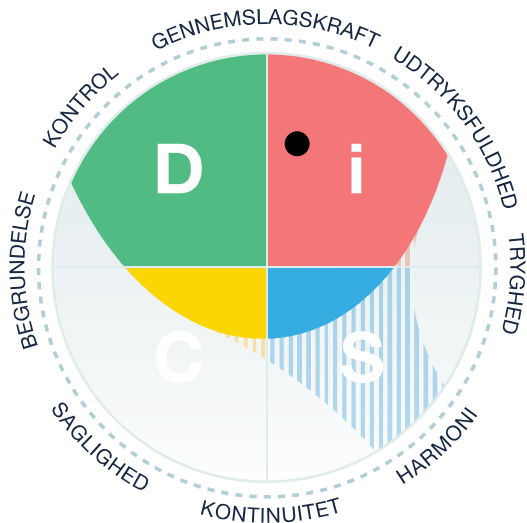 GENNEMSLAGSKRAFT
UDTRYKSFULDHED
TRYGHED
HARMONI
KONTINUITET
SAGLIGHED
BEGRUNDELSE
KONTROL
D
i
C
S